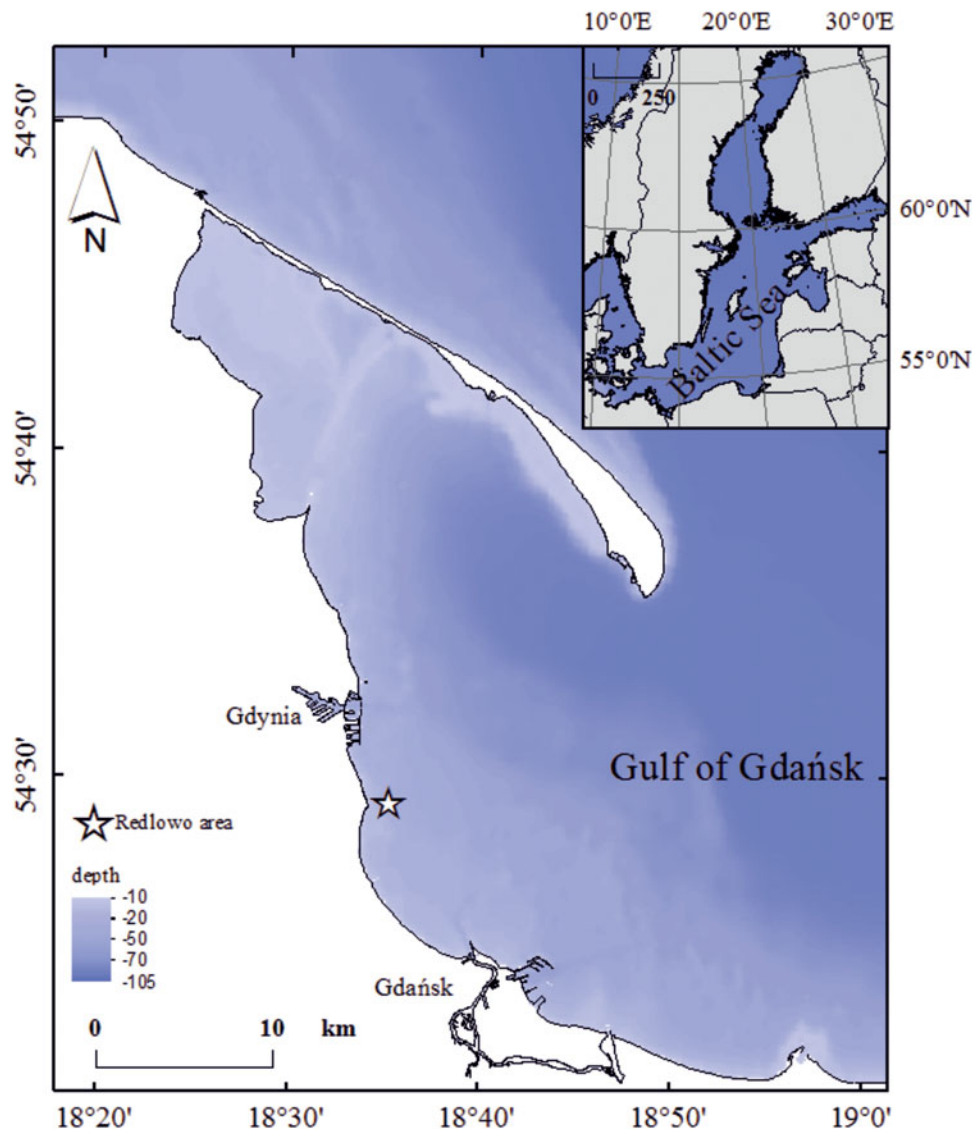 10°0'E 20°0'E 30°0'E
0 250
60°0'N
55°0'N
Baltic Sea
54°50'
54°40'
54°30'
N
Gdynia
Gulf of Gdańsk
Redlowo area
depth
-10
-20
-50
-70
-105
Gdańsk
0 10 km
18°20' 18°30' 18°40' 18°50' 19°0'